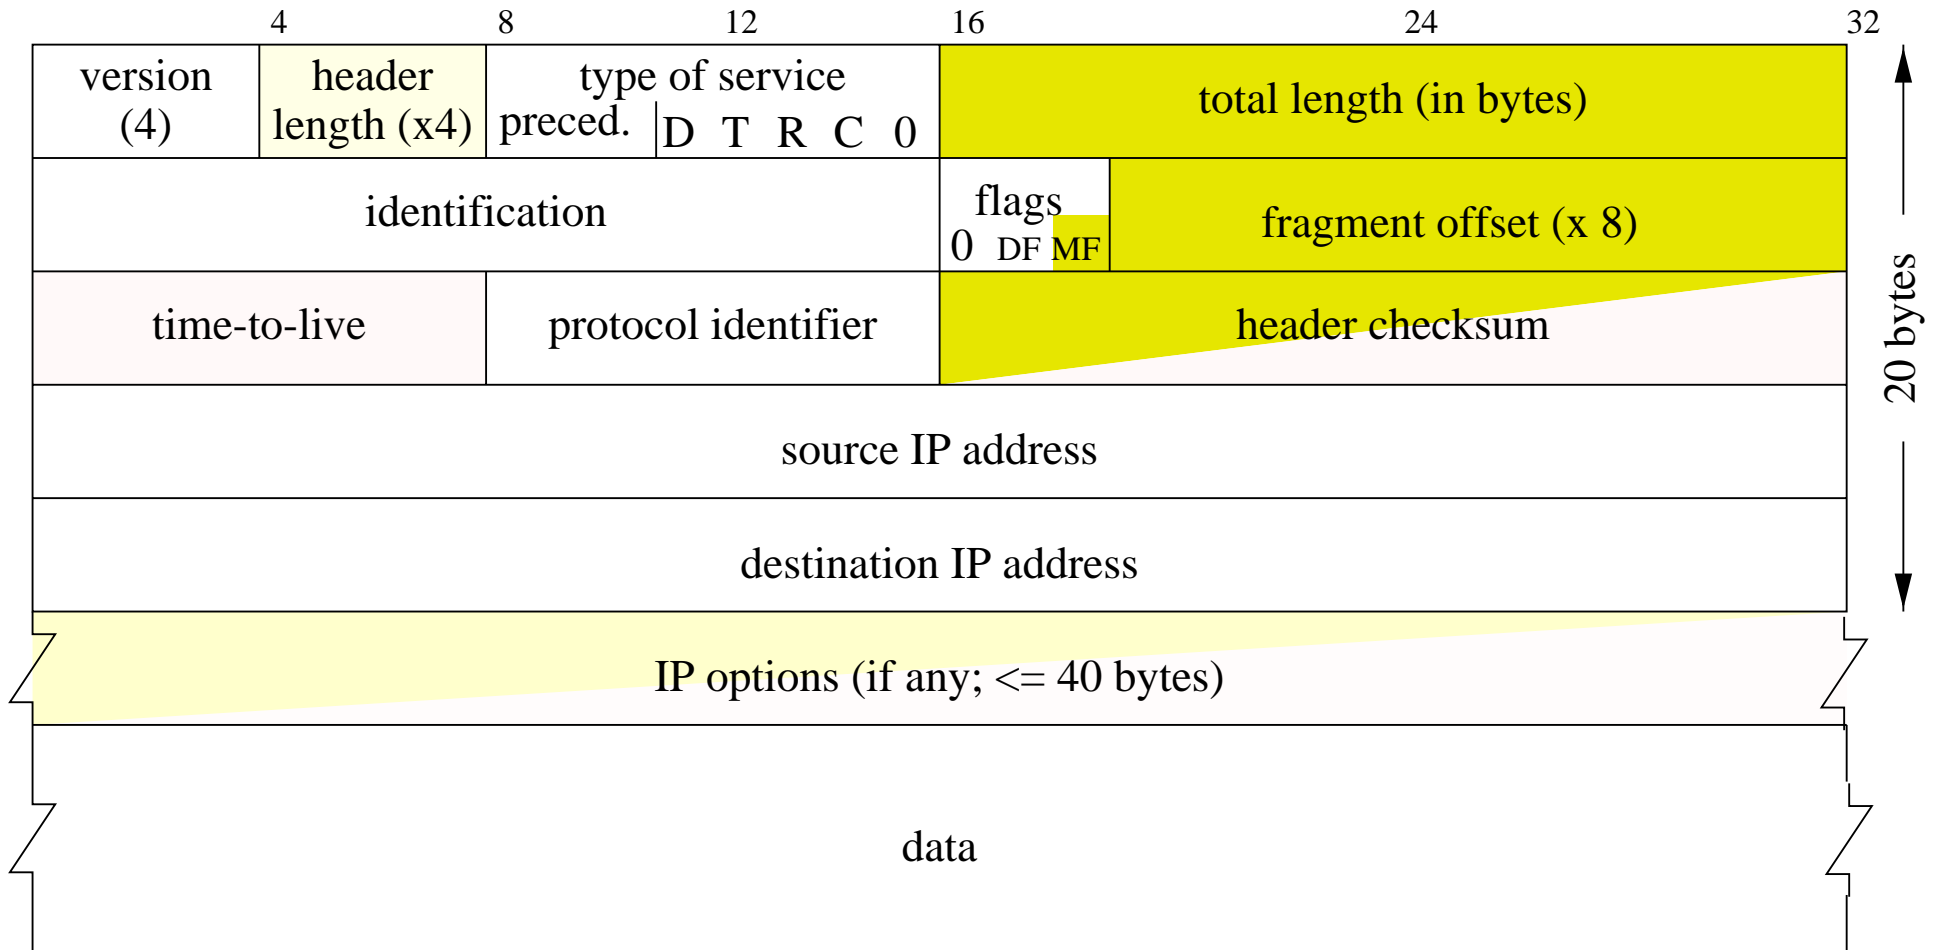 4 8 12 16 24 32
version
(4)
header
length (x4)
type of service
preced. D T R C 0
total length (in bytes)
identification
flags
0 DF MF
fragment offset (x 8)
time-to-live
protocol identifier
header checksum
20 bytes
source IP address
destination IP address
IP options (if any; <= 40 bytes)
data